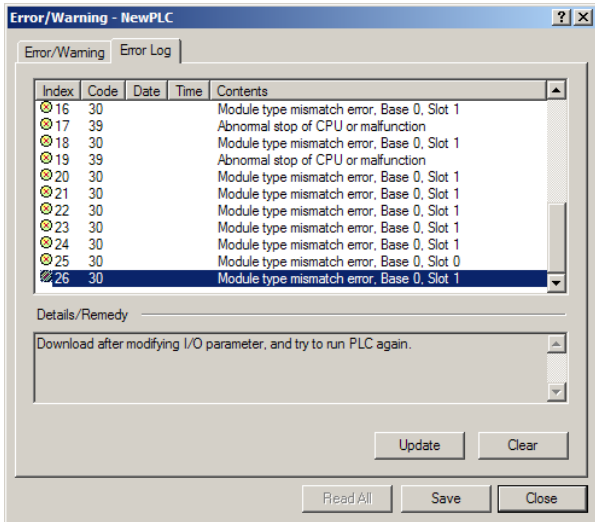 Error/Warning - NewPLC
Error/Warning Error Log
Index Code Date Time Contents
16 30 Module type mismatch error, Base 0, Slot 1
17 39 Abnormal stop of CPU or malfunction
18 30 Module type mismatch error, Base 0, Slot 1
19 39 Abnormal stop of CPU or malfunction
20 30 Module type mismatch error, Base 0, Slot 1
21 30 Module type mismatch error, Base 0, Slot 1
22 30 Module type mismatch error, Base 0, Slot 1
23 30 Module type mismatch error, Base 0, Slot 1
24 30 Module type mismatch error, Base 0, Slot 1
25 30 Module type mismatch error, Base 0, Slot 0
26 30 Module type mismatch error, Base 0, Slot 1
Details/Remedy
Download after modifying I/O parameter, and try to run PLC again.
Update Clear
Read All Save Close